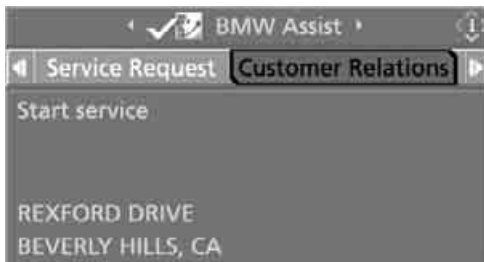 BMW Assist
Service Request Customer Relations
Start service
REXFORD DRIVE
BEVERLY HILLS, CA